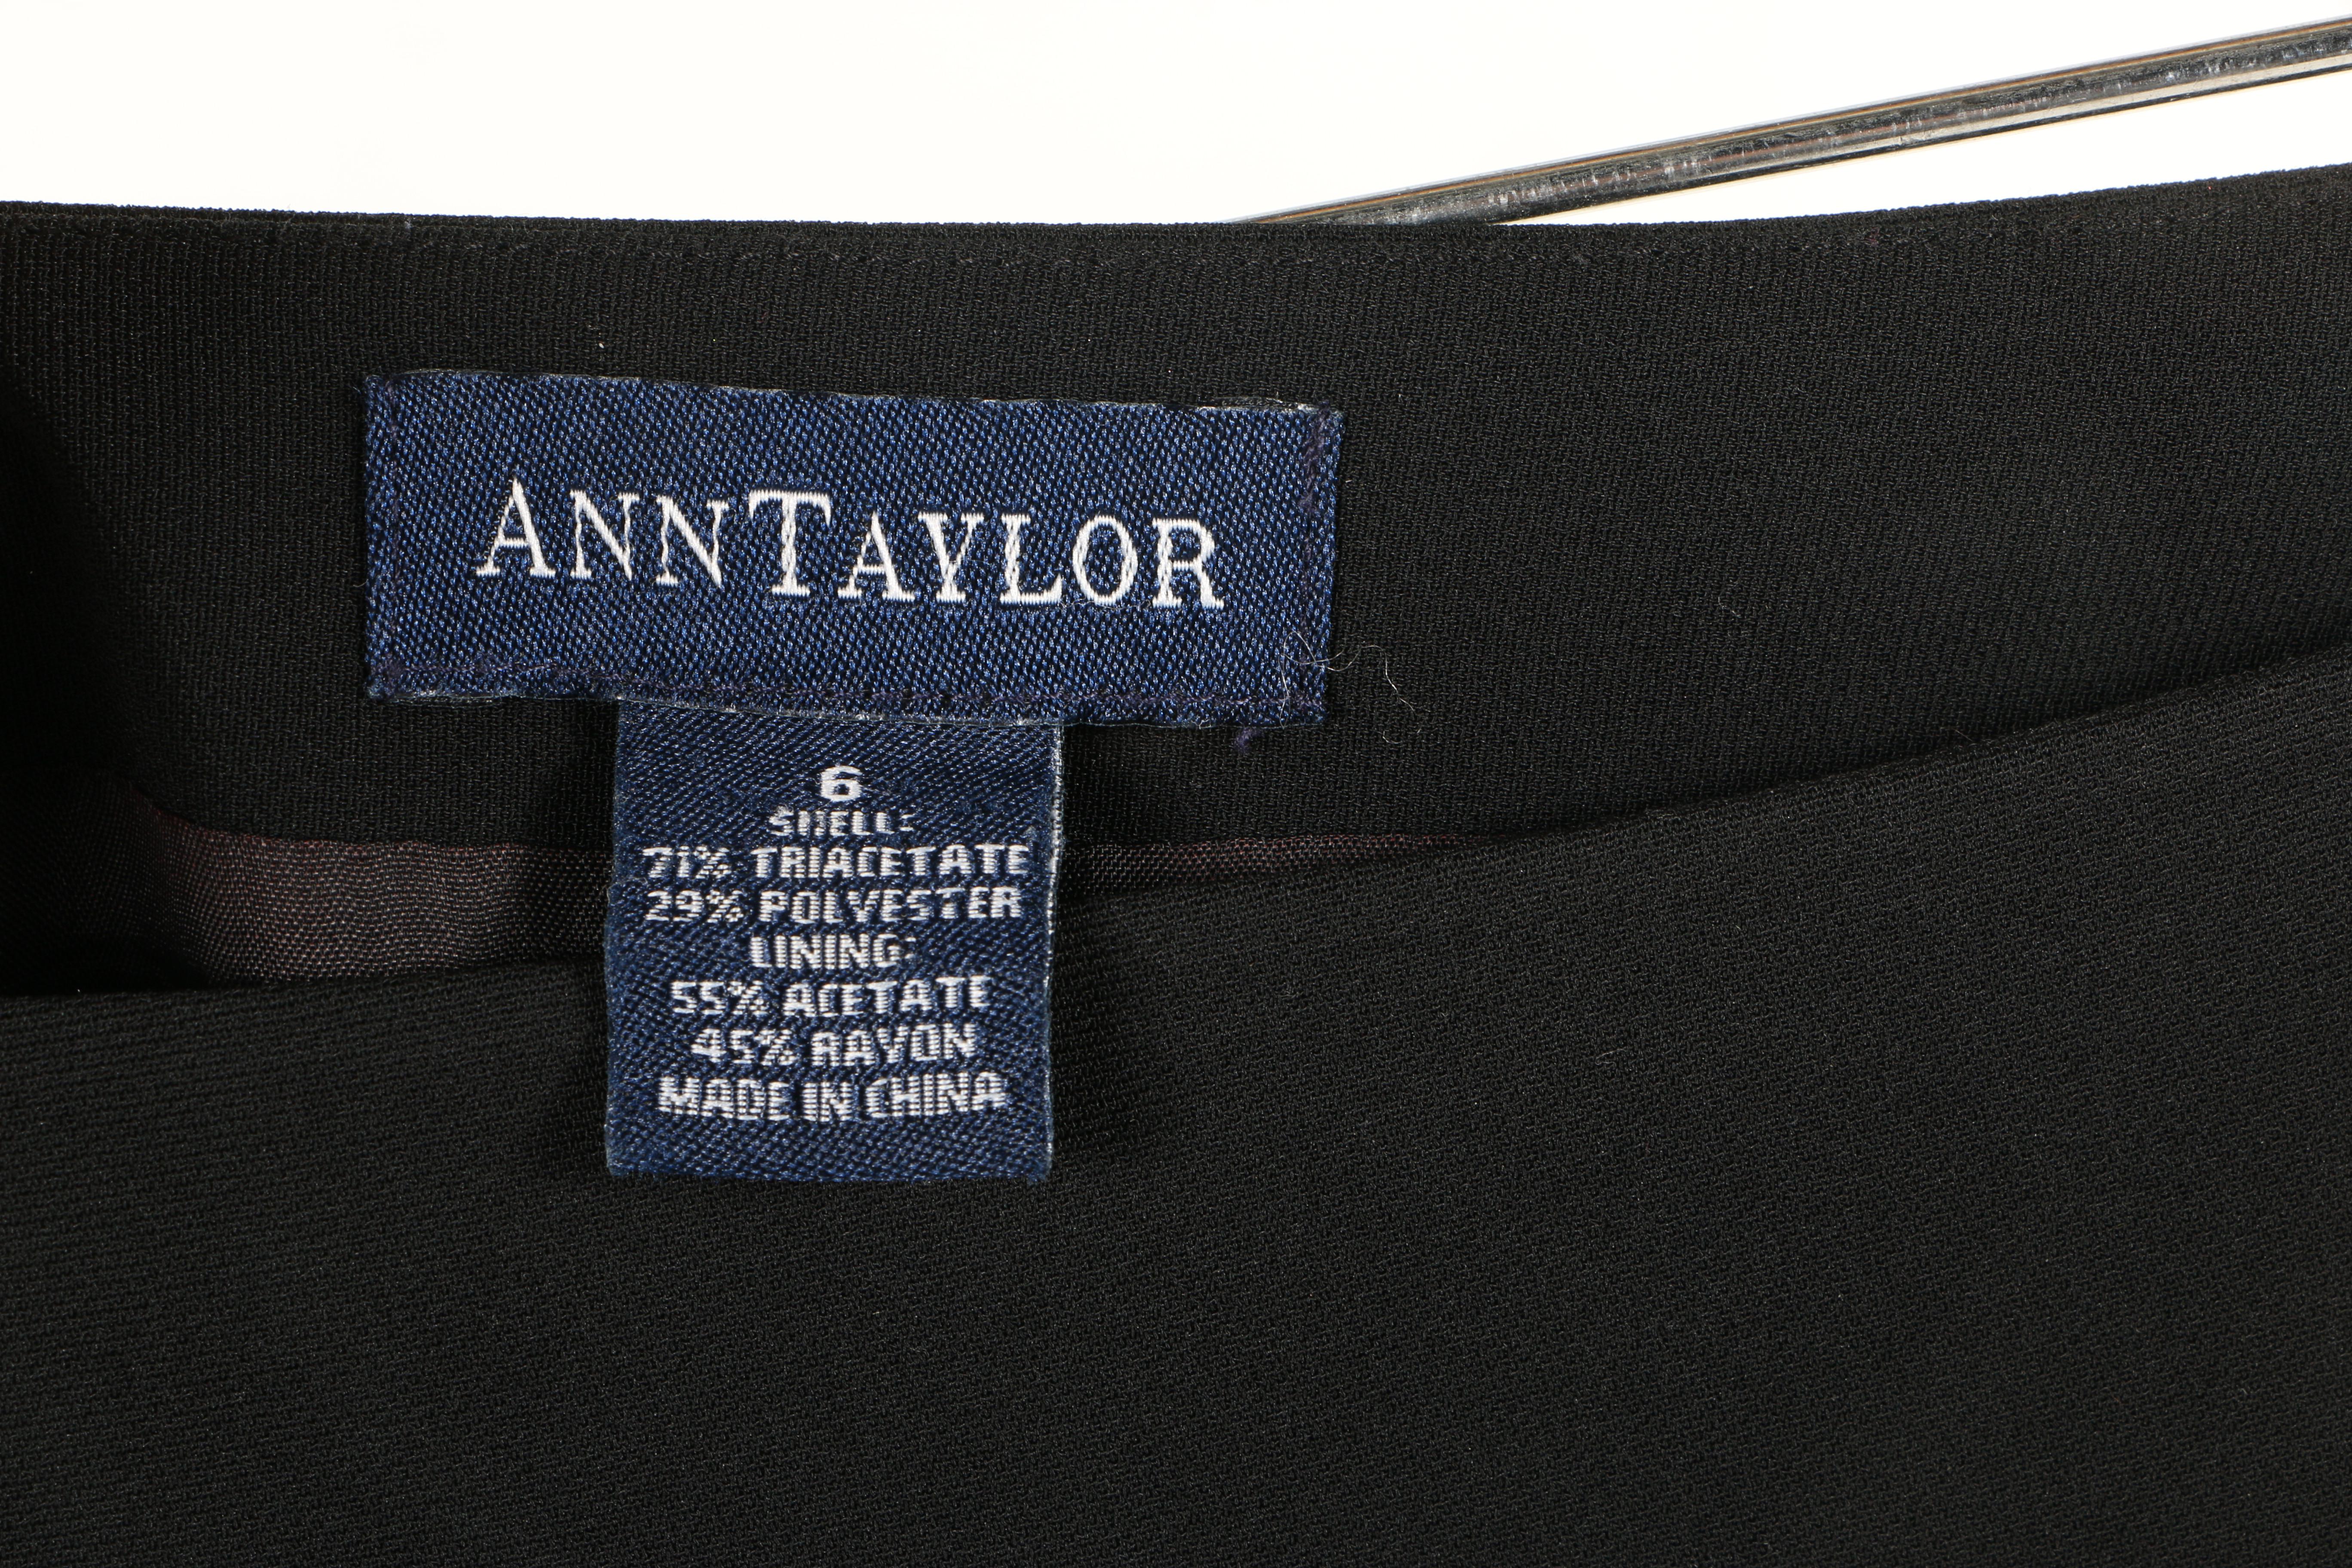 ANNTAYLOR
6
SHELL:
71% TRIACETATE
29% POLYESTER
LINING:
55% ACETATE
45% RAYON
MADE IN CHINA